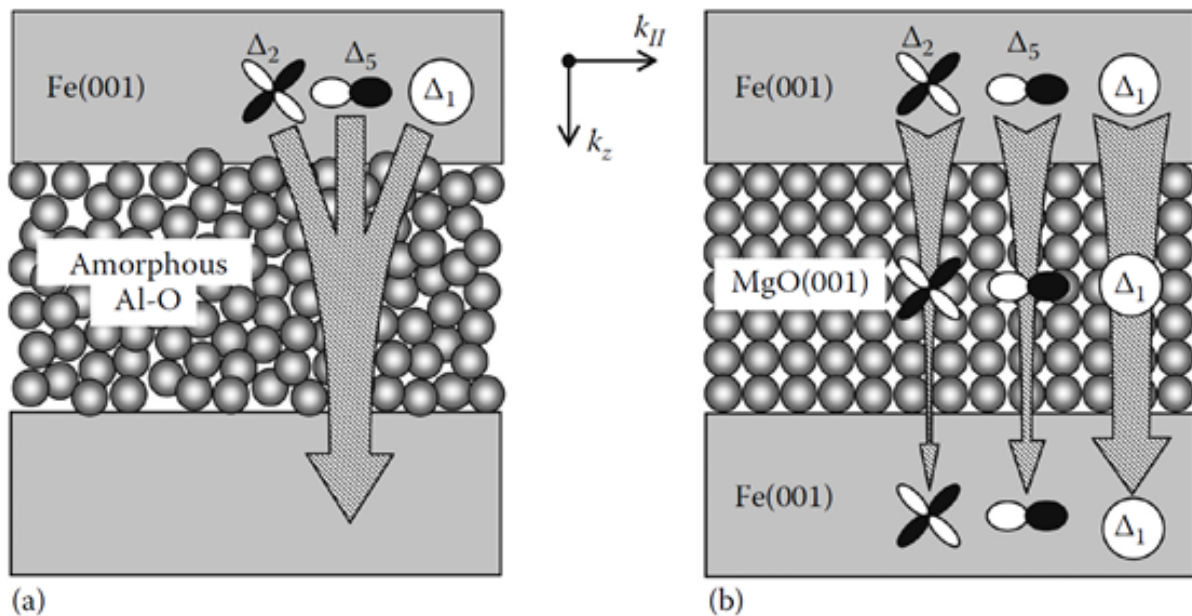 Δ₂
Δ₅
Δ₁
Fe(001)
Amorphous
Al-O
(a)
k_II
k_z
Δ₂
Δ₅
Δ₁
Fe(001)
MgO(001)
Δ₁
Fe(001)
Δ₁
(b)